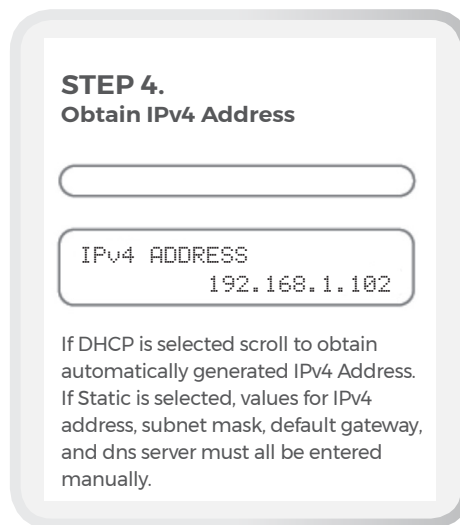 STEP 4.
Obtain IPv4 Address
IPv4 ADDRESS
192.168.1.102
If DHCP is selected scroll to obtain
automatically generated IPv4 Address.
If Static is selected, values for IPv4
address, subnet mask, default gateway,
and dns server must all be entered
manually.